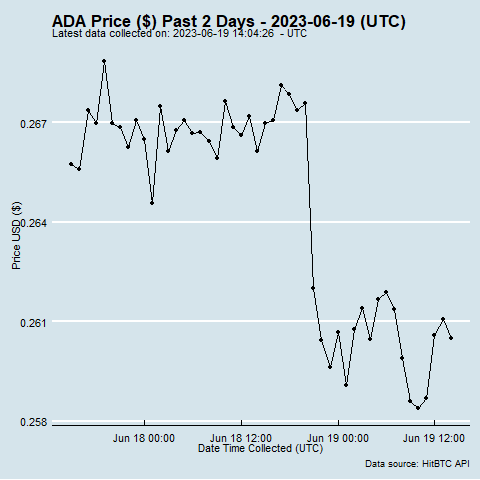 ADA Price ($) Past 2 Days - 2023-06-19 (UTC)
Latest data collected on: 2023-06-19 14:04:26 - UTC
Price USD ($)
0.267
0.264
0.261
0.258
Jun 18 00:00 Jun 18 12:00 Jun 19 00:00 Jun 19 12:00
Date Time Collected (UTC)
Data source: HitBTC API